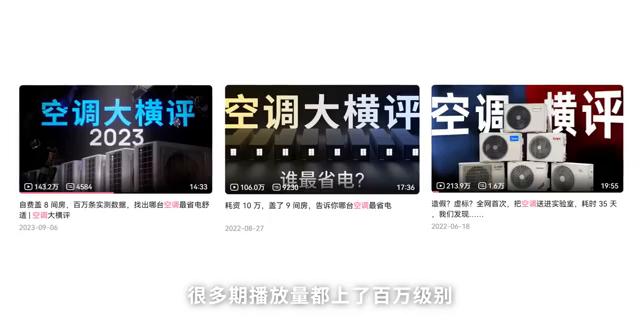 空调大横评
2023
143.2万
4584
14:33
自费盖 8 间房，百万条实测数据，找出哪台空调最省电舒
适 | 空调大横评
2023-09-06
空调大横评
谁最省电?
106.0万
9230
17:36
耗资 10 万，盖了 9 间房，告诉你哪台空调最省电
2022-08-27
空调 横评
213.9万
1.6万
19:55
造假？虚标？全网首次，把空调送进实验室，耗时 35 天
，我们发现……
2022-06-18
很多期播放量都上了百万级别